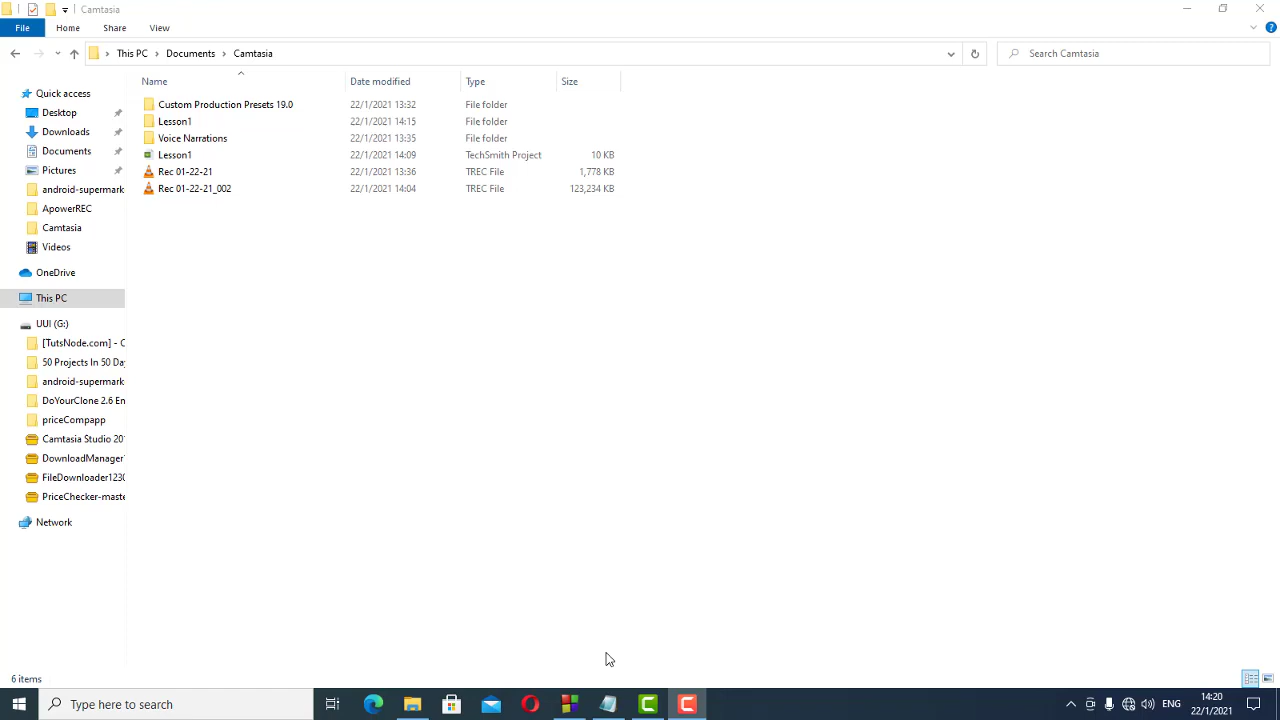 Camtasia
File Home Share View
This PC Documents Camtasia Search Camtasia
Name Date modified Type Size
Quick access
Desktop
Downloads
Documents
Pictures
android-supermark
ApowerREC
Camtasia
Videos
OneDrive
This PC
UUI (G:)
[TutsNode.com] - C
50 Projects In 50 Da
android-supermark
DoYourClone 2.6 En
priceCompapp
Camtasia Studio 20
DownloadManager
FileDownloader1230
PriceChecker-maste
Network
Custom Production Presets 19.0 22/1/2021 13:32 File folder
Lesson1 22/1/2021 14:15 File folder
Voice Narrations 22/1/2021 13:35 File folder
Lesson1 22/1/2021 14:09 TechSmith Project 10 KB
Rec 01-22-21 22/1/2021 13:36 TREC File 1,778 KB
Rec 01-22-21_002 22/1/2021 14:04 TREC File 123,234 KB
6 items
Type here to search
ENG
14:20
22/1/2021